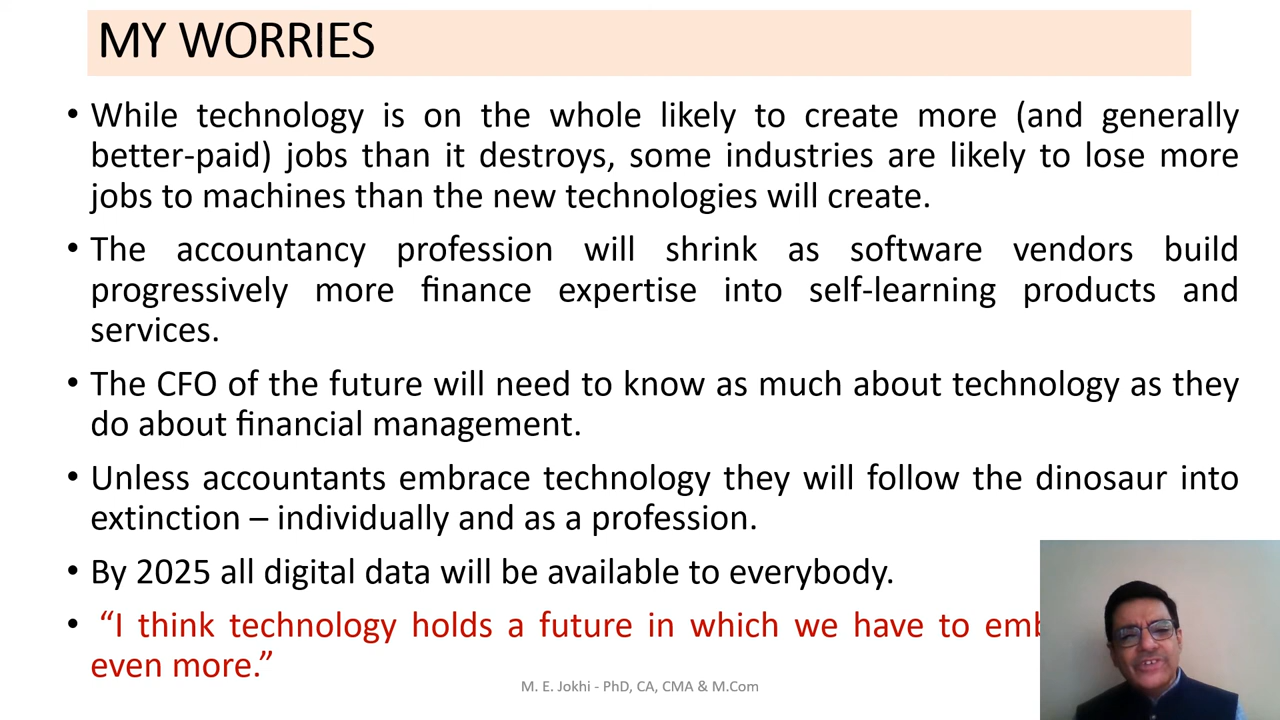 MY WORRIES
• While technology is on the whole likely to create more (and generally
better-paid) jobs than it destroys, some industries are likely to lose more
jobs to machines than the new technologies will create.
• The accountancy profession will shrink as software vendors build
progressively more finance expertise into self-learning products and
services.
• The CFO of the future will need to know as much about technology as they
do about financial management.
• Unless accountants embrace technology they will follow the dinosaur into
extinction – individually and as a profession.
• By 2025 all digital data will be available to everybody.
• “I think technology holds a future in which we have to
even more.”
M. E. Jokhi - PhD, CA, CMA & M.Com